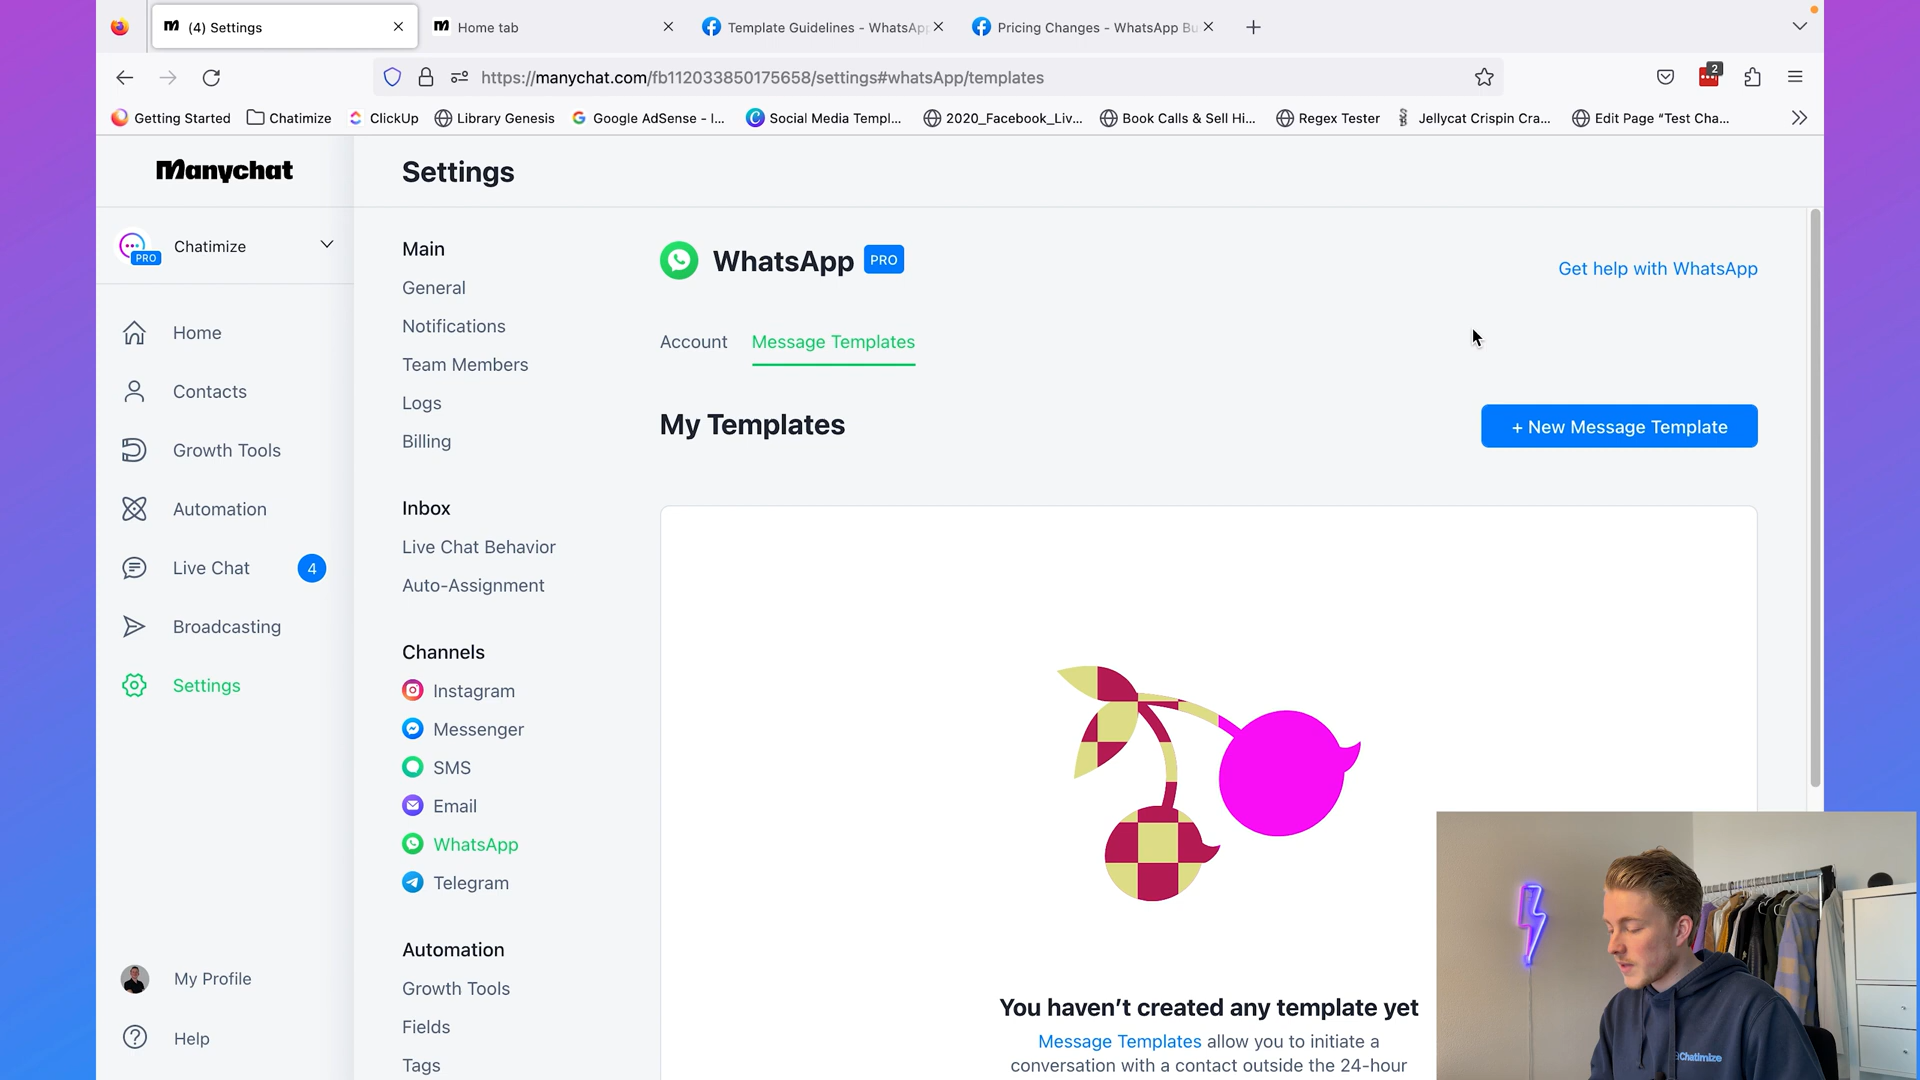 (4) Settings
Home tab
Template Guidelines - WhatsApp
Pricing Changes - WhatsApp Bu
https://manychat.com/fb112033850175658/settings#whatsApp/templates
2
Getting Started
Chatimize
ClickUp
Library Genesis
Google AdSense - I...
Social Media Templ...
2020_Facebook_Liv...
Book Calls & Sell Hi...
Regex Tester
Jellycat Crispin Cra...
Edit Page “Test Cha...
Manychat
Settings
PRO
Chatimize
Home
Contacts
Growth Tools
Automation
Live Chat
4
Broadcasting
Settings
My Profile
Help
Main
General
Notifications
Team Members
Logs
Billing
Inbox
Live Chat Behavior
Auto-Assignment
Channels
Instagram
Messenger
SMS
Email
WhatsApp
Telegram
Automation
Growth Tools
Fields
Tags
WhatsApp PRO
Get help with WhatsApp
Account
Message Templates
My Templates
+ New Message Template
You haven’t created any template yet
Message Templates allow you to initiate a
conversation with a contact outside the 24-hour
Chatimize